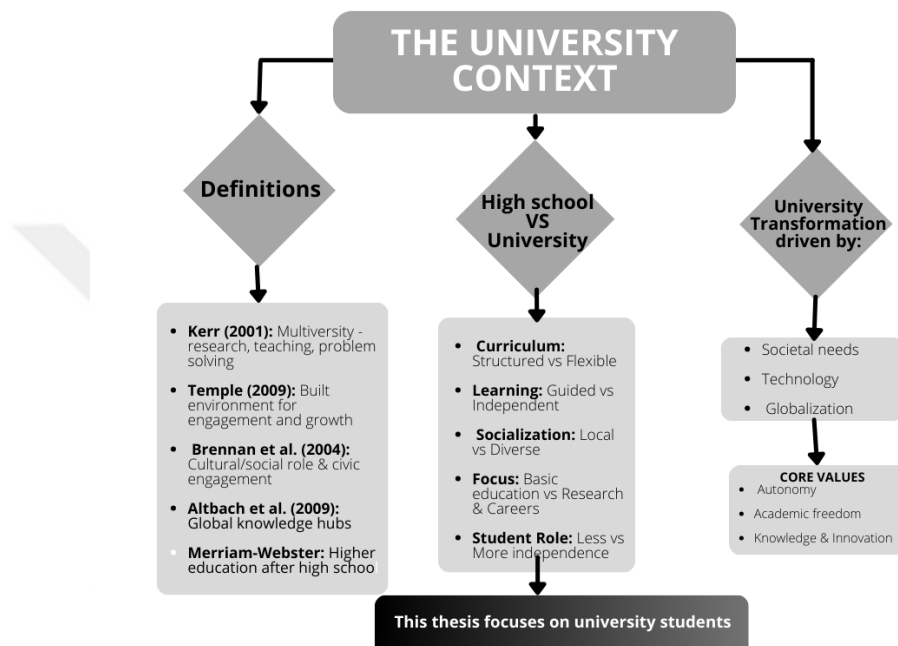 THE UNIVERSITY
CONTEXT
Definitions
High school
VS
University
University
Transformation
driven by:
• Kerr (2001): Multiversity -
research, teaching, problem
solving
• Temple (2009): Built
environment for
engagement and growth
• Brennan et al. (2004):
Cultural/social role & civic
engagement
• Altbach et al. (2009):
Global knowledge hubs
• Merriam-Webster: Higher
education after high schoo
• Curriculum:
Structured vs Flexible
• Learning: Guided vs
Independent
• Socialization: Local
vs Diverse
• Focus: Basic
education vs Research
& Careers
• Student Role: Less vs
More independence
• Societal needs
• Technology
• Globalization
CORE VALUES
• Autonomy
• Academic freedom
• Knowledge & Innovation
This thesis focuses on university students